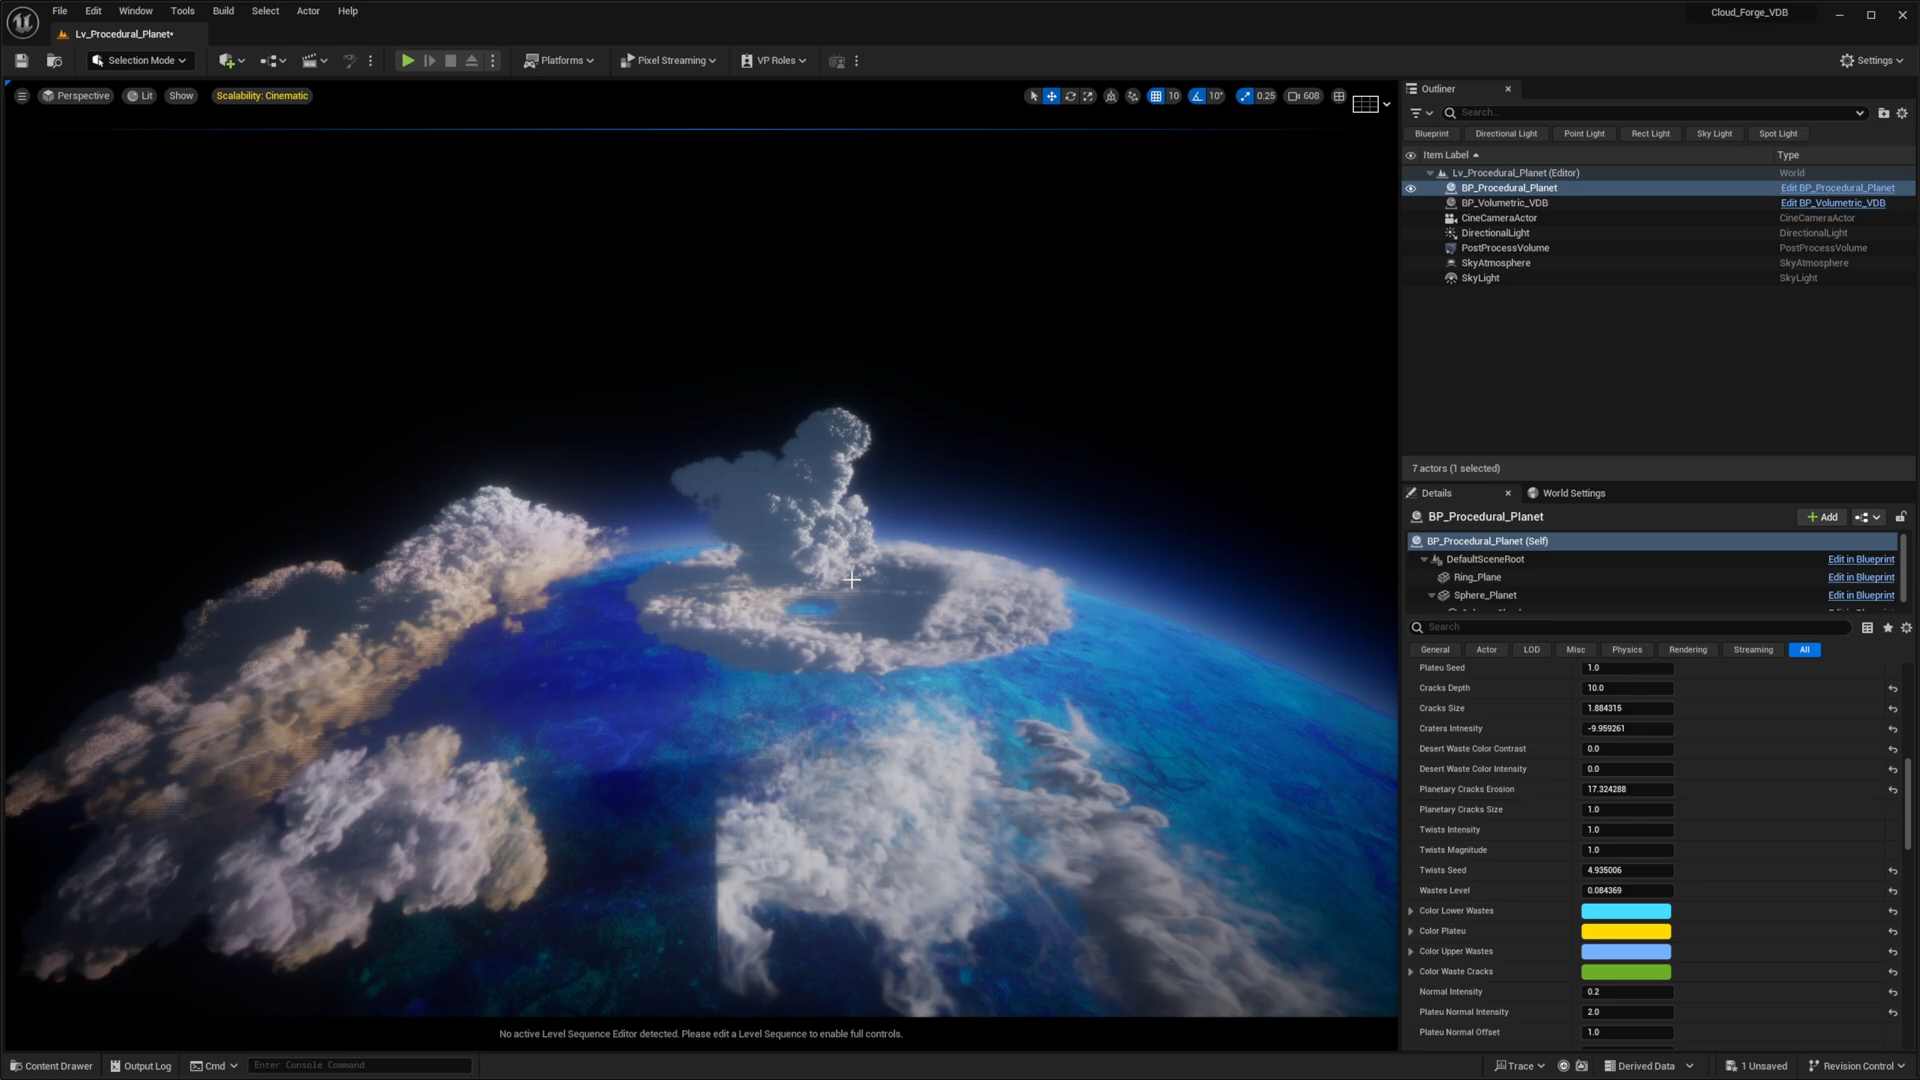 File Edit Window Tools Build Select Actor Help
Cloud_Forge_VDB
Lv_Procedural_Planet*
Selection Mode
Platforms
Pixel Streaming
VP Roles
Settings
Perspective Lit Show Scalability: Cinematic
10 10° 0.25 608
Outliner
Search...
Blueprint Directional Light Point Light Rect Light Sky Light Spot Light
Item Label Type
Lv_Procedural_Planet (Editor) World
BP_Procedural_Planet Edit BP_Procedural_Planet
BP_Volumetric_VDB Edit BP_Volumetric_VDB
CineCameraActor CineCameraActor
DirectionalLight DirectionalLight
PostProcessVolume PostProcessVolume
SkyAtmosphere SkyAtmosphere
SkyLight SkyLight
7 actors (1 selected)
Details World Settings
BP_Procedural_Planet
Add
BP_Procedural_Planet (Self)
DefaultSceneRoot Edit in Blueprint
Ring_Plane Edit in Blueprint
Sphere_Planet Edit in Blueprint
Search
General Actor LOD Misc Physics Rendering Streaming All
Plateu Seed 1.0
Cracks Depth 10.0
Cracks Size 1.884315
Craters Intnesity -9.959261
Desert Waste Color Contrast 0.0
Desert Waste Color Intensity 0.0
Planetary Cracks Erosion 17.324288
Planetary Cracks Size 1.0
Twists Intensity 1.0
Twists Magnitude 1.0
Twists Seed 4.935006
Wastes Level 0.084369
Color Lower Wastes
Color Plateu
Color Upper Wastes
Color Waste Cracks
Normal Intensity 0.2
Plateu Normal Intensity 2.0
Plateu Normal Offset 1.0
No active Level Sequence Editor detected. Please edit a Level Sequence to enable full controls.
Content Drawer Output Log Cmd Enter Console Command
Trace Derived Data 1 Unsaved Revision Control